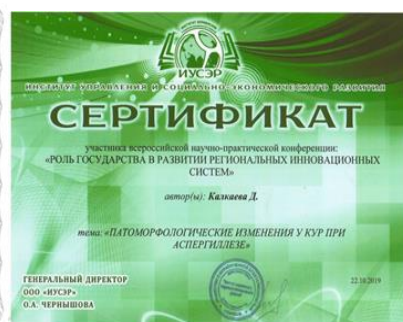 ИУСЭР
ИНСТИТУТ УПРАВЛЕНИЯ И СОЦИАЛЬНО-ЭКОНОМИЧЕСКОГО РАЗВИТИЯ
СЕРТИФИКАТ
участника всероссийской научно-практической конференции:
«РОЛЬ ГОСУДАРСТВА В РАЗВИТИИ РЕГИОНАЛЬНЫХ ИННОВАЦИОННЫХ
СИСТЕМ»
автор(ы): Калкаева Д.
тема: «ПАТОМОРФОЛОГИЧЕСКИЕ ИЗМЕНЕНИЯ У КУР ПРИ
АСПЕРГИЛЛЕЗЕ»
ГЕНЕРАЛЬНЫЙ ДИРЕКТОР
ООО «ИУСЭР»
О.А. ЧЕРНЫШОВА
22.10.2019